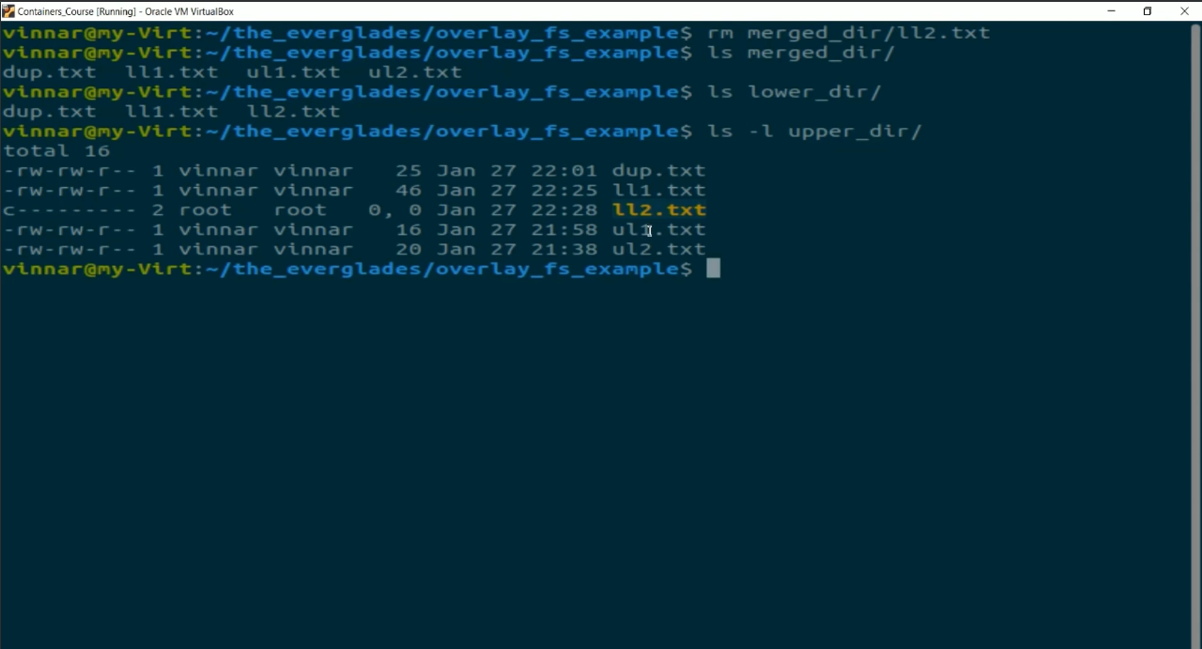 Containers_Course [Running] - Oracle VM VirtualBox
vinnar@my-Virt:~/the_everglades/overlay_fs_example$ rm merged_dir/ll2.txt
vinnar@my-Virt:~/the_everglades/overlay_fs_example$ ls merged_dir/
dup.txt  ll1.txt  ul1.txt  ul2.txt
vinnar@my-Virt:~/the_everglades/overlay_fs_example$ ls lower_dir/
dup.txt  ll1.txt  ll2.txt
vinnar@my-Virt:~/the_everglades/overlay_fs_example$ ls -l upper_dir/
total 16
-rw-rw-r-- 1 vinnar vinnar   25 Jan 27 22:01 dup.txt
-rw-rw-r-- 1 vinnar vinnar   46 Jan 27 22:25 ll1.txt
c--------- 2 root   root   0, 0 Jan 27 22:28 ll2.txt
-rw-rw-r-- 1 vinnar vinnar   16 Jan 27 21:58 ul1.txt
-rw-rw-r-- 1 vinnar vinnar   20 Jan 27 21:38 ul2.txt
vinnar@my-Virt:~/the_everglades/overlay_fs_example$